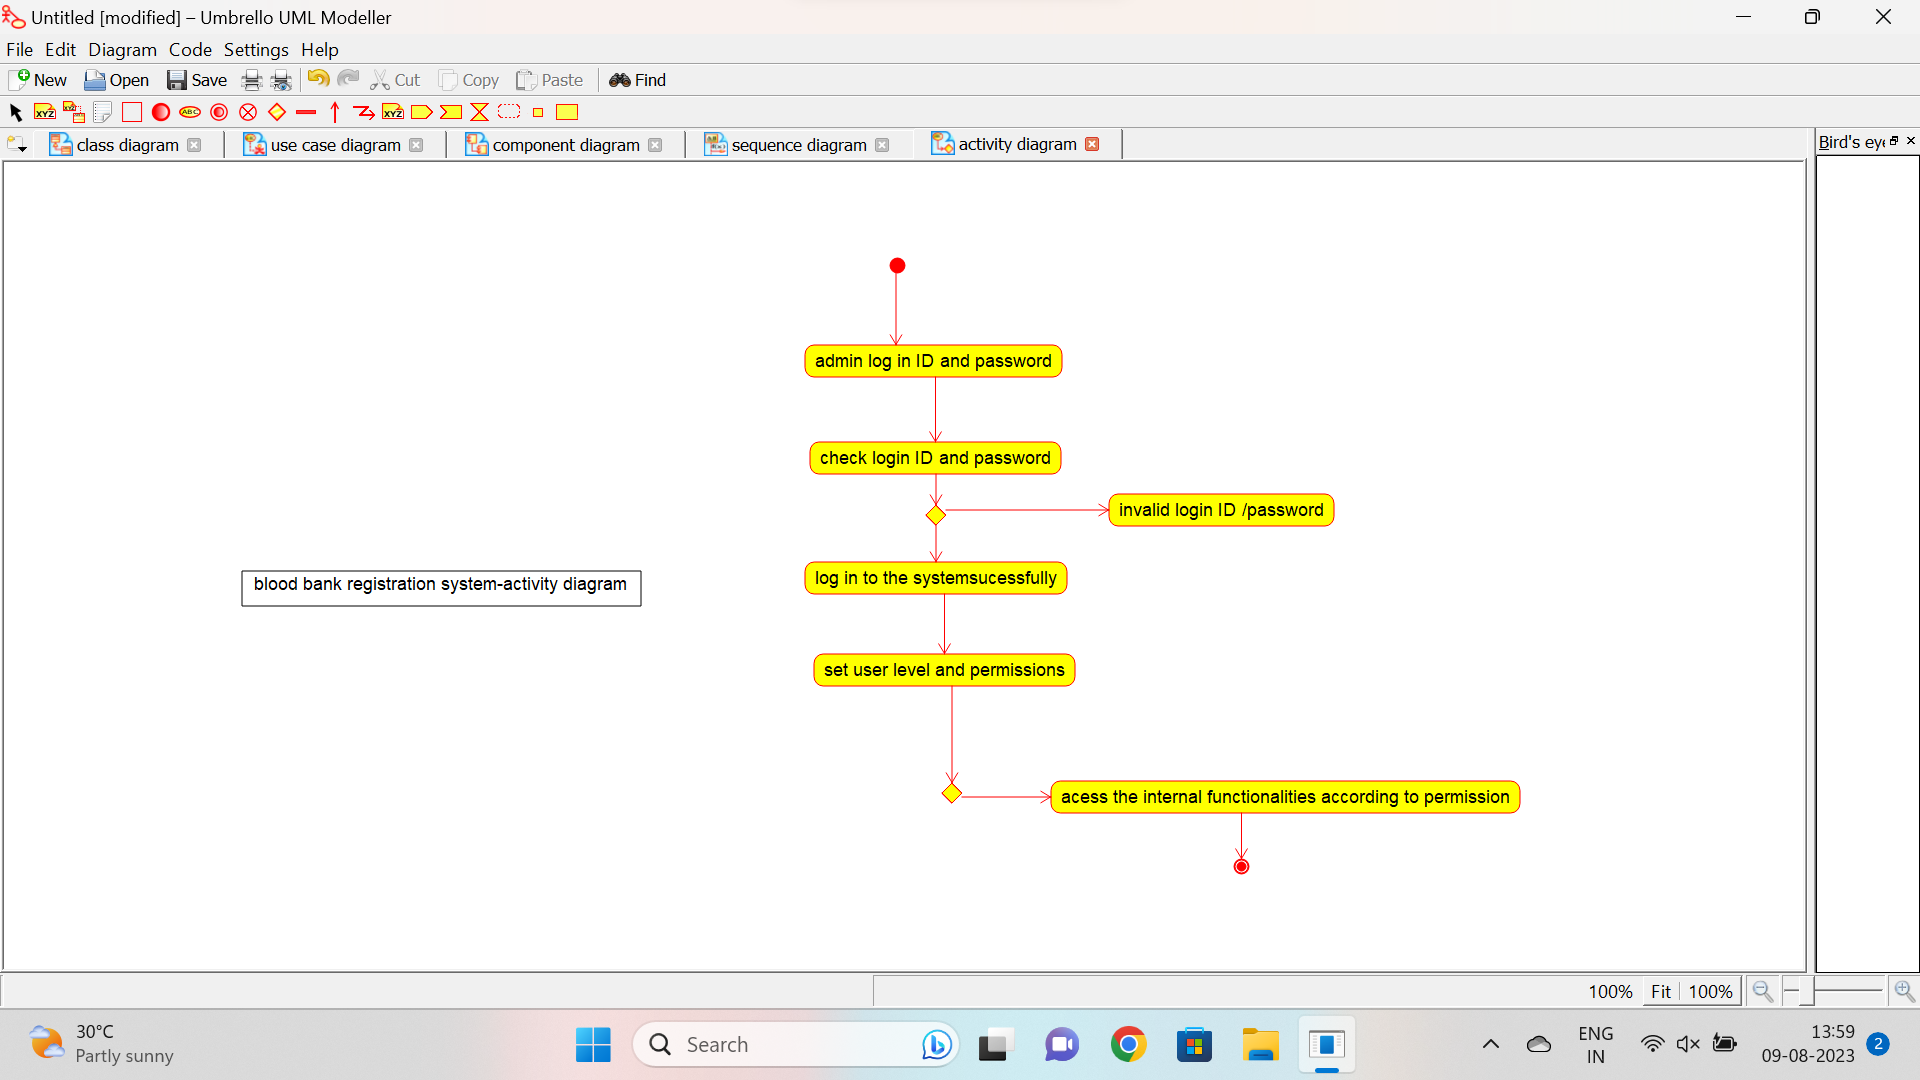 Untitled [modified] – Umbrello UML Modeller
File Edit Diagram Code Settings Help
New Open Save Cut Copy Paste Find
XYZ XYZ ABC XYZ
class diagram use case diagram component diagram sequence diagram activity diagram Bird's eye
admin log in ID and password
check login ID and password
invalid login ID /password
log in to the systemsucessfully
blood bank registration system-activity diagram
set user level and permissions
acess the internal functionalities according to permission
100% Fit 100%
30°C
Partly sunny
Search
ENG
IN
13:59
09-08-2023
2